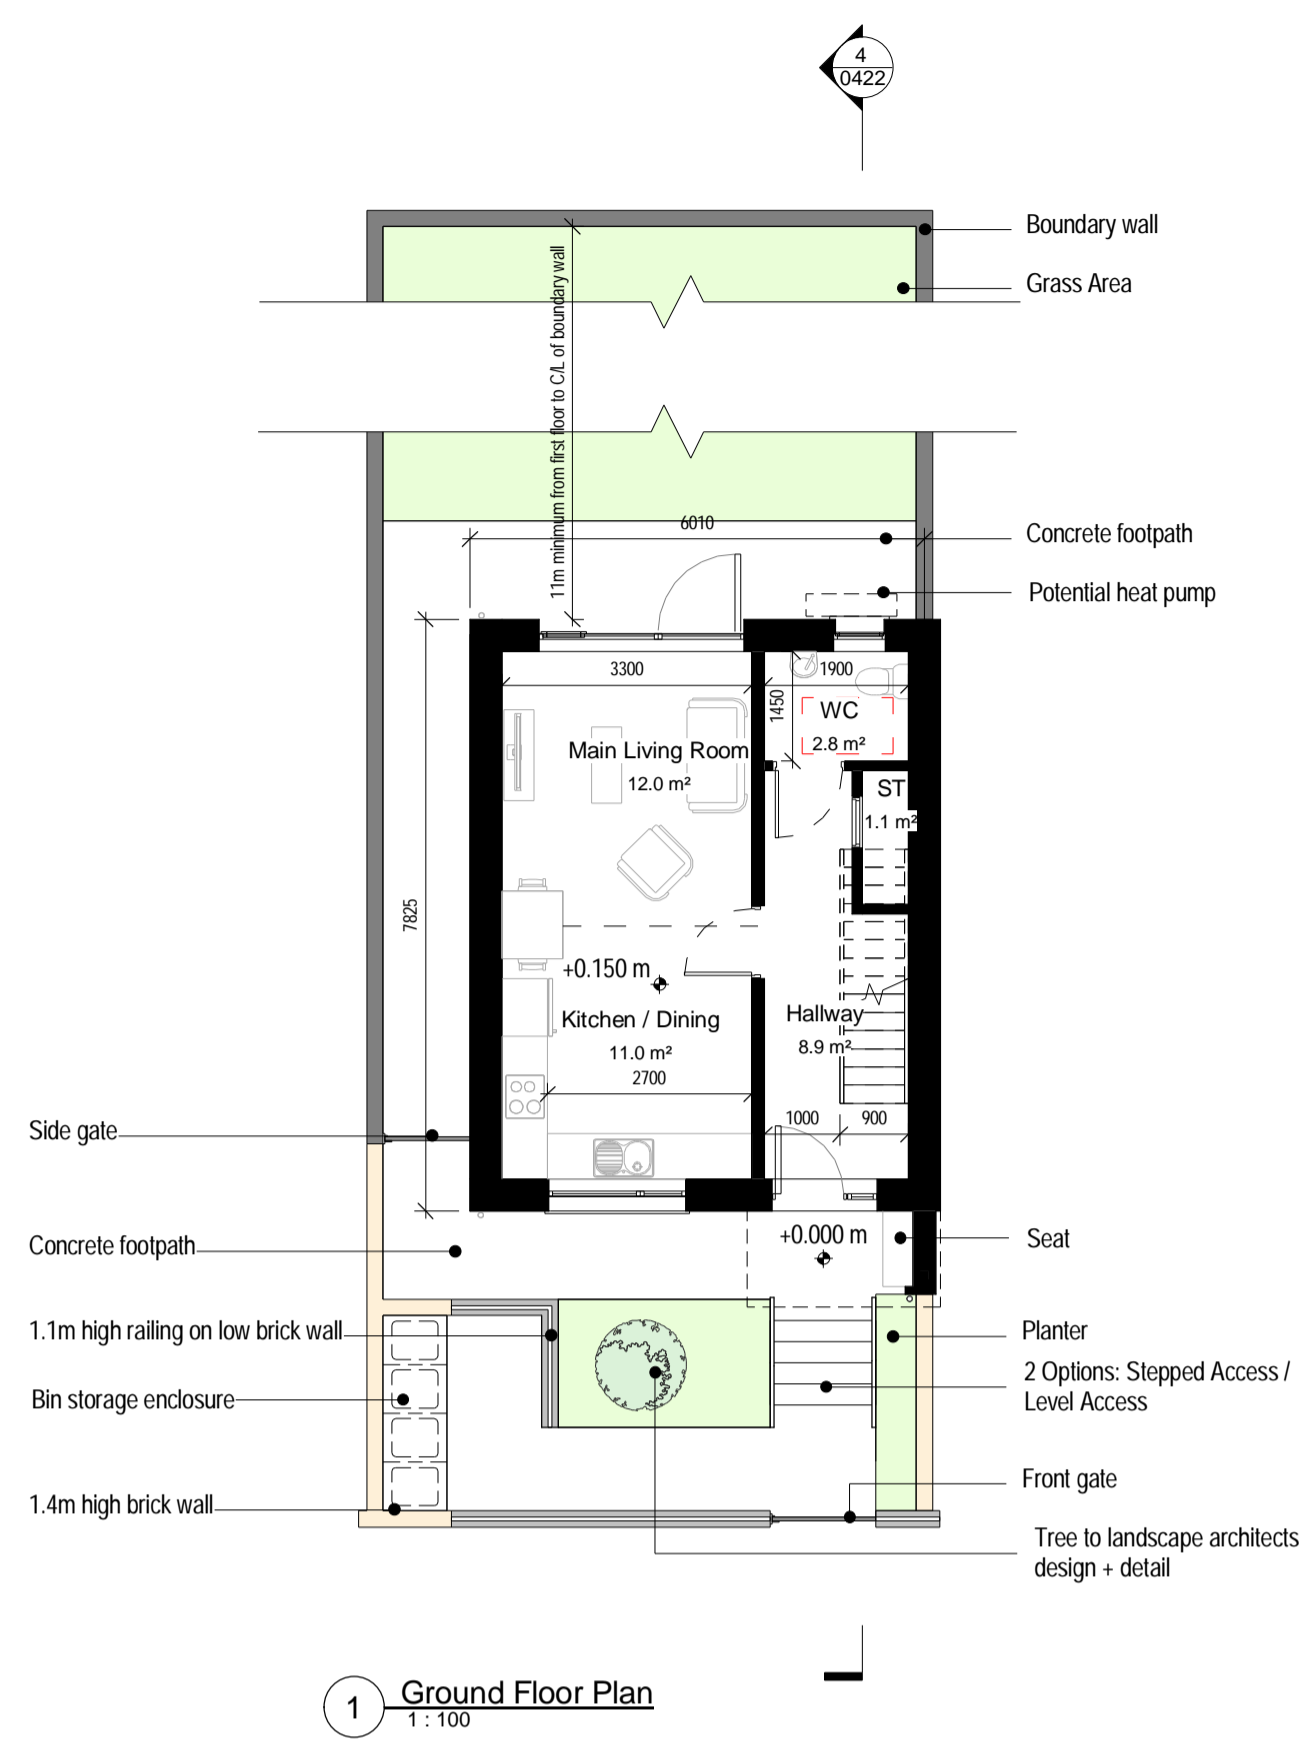 4
0422
Boundary wall
Grass Area
11m minimum from first floor to C/L of boundary wall
6010
Concrete footpath
Potential heat pump
3300
1900
1450
WC
2.8 m²
Main Living Room
12.0 m²
ST
1.1 m²
7825
+0.150 m
Kitchen / Dining
11.0 m²
2700
Hallway
8.9 m²
1000
900
Side gate
+0.000 m
Concrete footpath
Seat
1.1m high railing on low brick wall
Planter
2 Options: Stepped Access /
Level Access
Bin storage enclosure
Front gate
1.4m high brick wall
Tree to landscape architects
design + detail
1
Ground Floor Plan
1 : 100